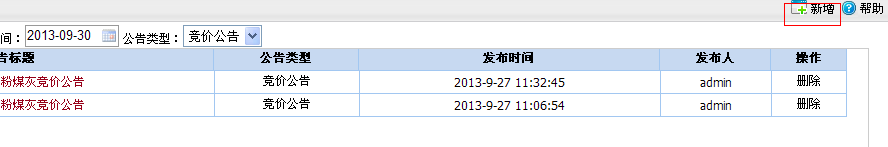 新增 帮助
间：2013-09-30 公告类型：竞价公告
告标题 公告类型 发布时间 发布人 操作
粉煤灰竞价公告 竞价公告 2013-9-27 11:32:45 admin 删除
粉煤灰竞价公告 竞价公告 2013-9-27 11:06:54 admin 删除